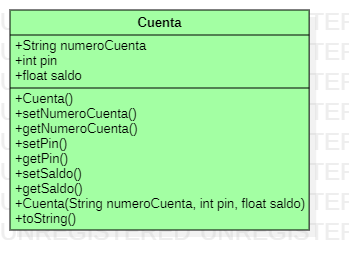 Cuenta
+String numeroCuenta
+int pin
+float saldo
+Cuenta()
+setNumeroCuenta()
+getNumeroCuenta()
+setPin()
+getPin()
+setSaldo()
+getSaldo()
+Cuenta(String numeroCuenta, int pin, float saldo)
+toString()
UNREGISTERED UNREGISTERED